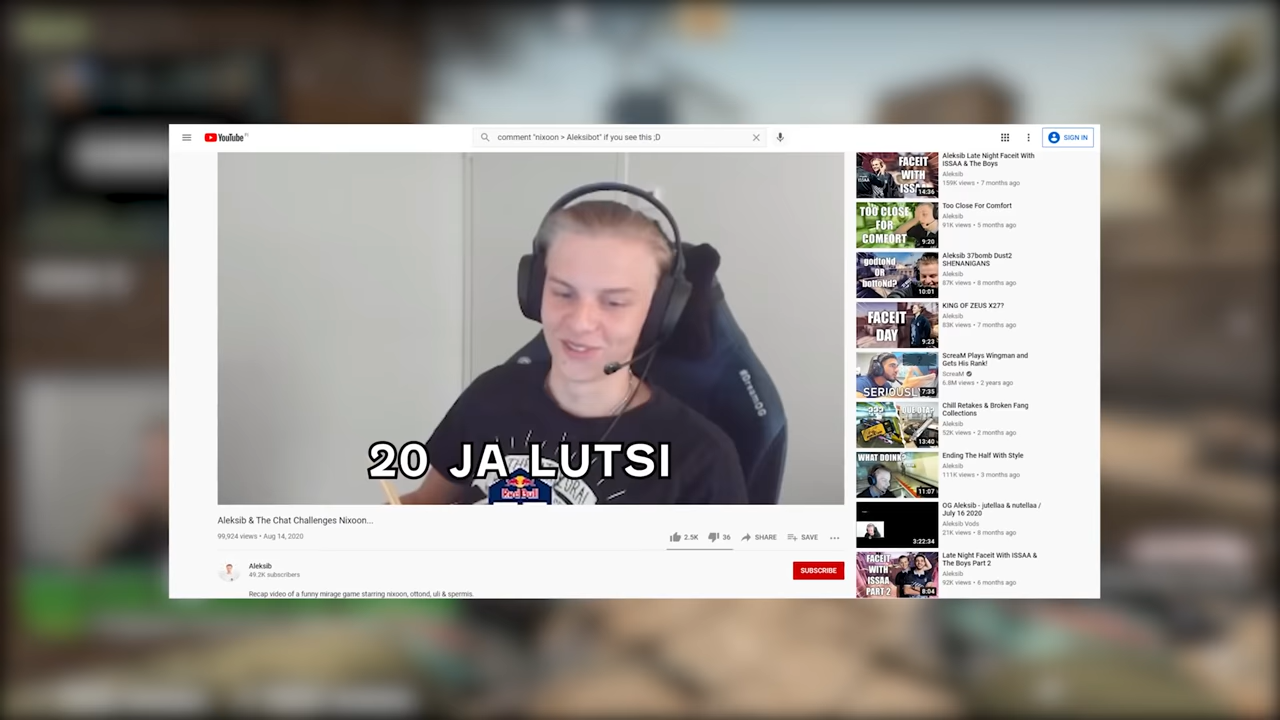 YouTube
comment "nixoon > Aleksibot" if you see this ;D
SIGN IN
20 JA LUTSI
#DreamOG
Red Bull
Aleksib & The Chat Challenges Nixoon...
99,924 views • Aug 14, 2020
2.5K
36
SHARE
SAVE
Aleksib
49.2K subscribers
SUBSCRIBE
Recap video of a funny mirage game starring nixoon, ottond, uli & spermis.
FACEIT
WITH
14:36
Aleksib Late Night Faceit With
ISSAA & The Boys
Aleksib
159K views • 7 months ago
TOO CLOSE
FOR
COMFORT
9:20
Too Close For Comfort
Aleksib
91K views • 5 months ago
godtoNd
OR
bottoNd?
10:01
Aleksib 37bomb Dust2
SHENANIGANS
Aleksib
87K views • 8 months ago
FACEIT
DAY
9:23
KING OF ZEUS X27?
Aleksib
83K views • 7 months ago
SERIOUSL
7:35
ScreaM Plays Wingman and
Gets His Rank!
ScreaM
6.8M views • 2 years ago
???
QUE OTA?
13:40
Chill Retakes & Broken Fang
Collections
Aleksib
52K views • 2 months ago
WHAT DOINK?
11:07
Ending The Half With Style
Aleksib
111K views • 3 months ago
3:22:34
OG Aleksib - jutellaa & nutellaa /
July 16 2020
Aleksib Vods
21K views • 8 months ago
FACEIT
WITH
ISSAA
PART 2
8:04
Late Night Faceit With ISSAA &
The Boys Part 2
Aleksib
92K views • 6 months ago